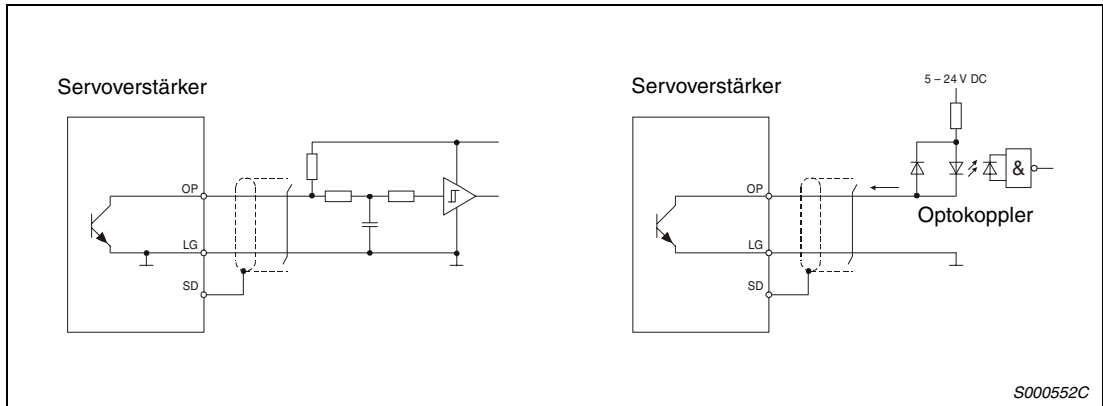 Servoverstärker
OP
LG
SD
Servoverstärker
5 – 24 V DC
OP
&
Optokoppler
LG
SD
S000552C